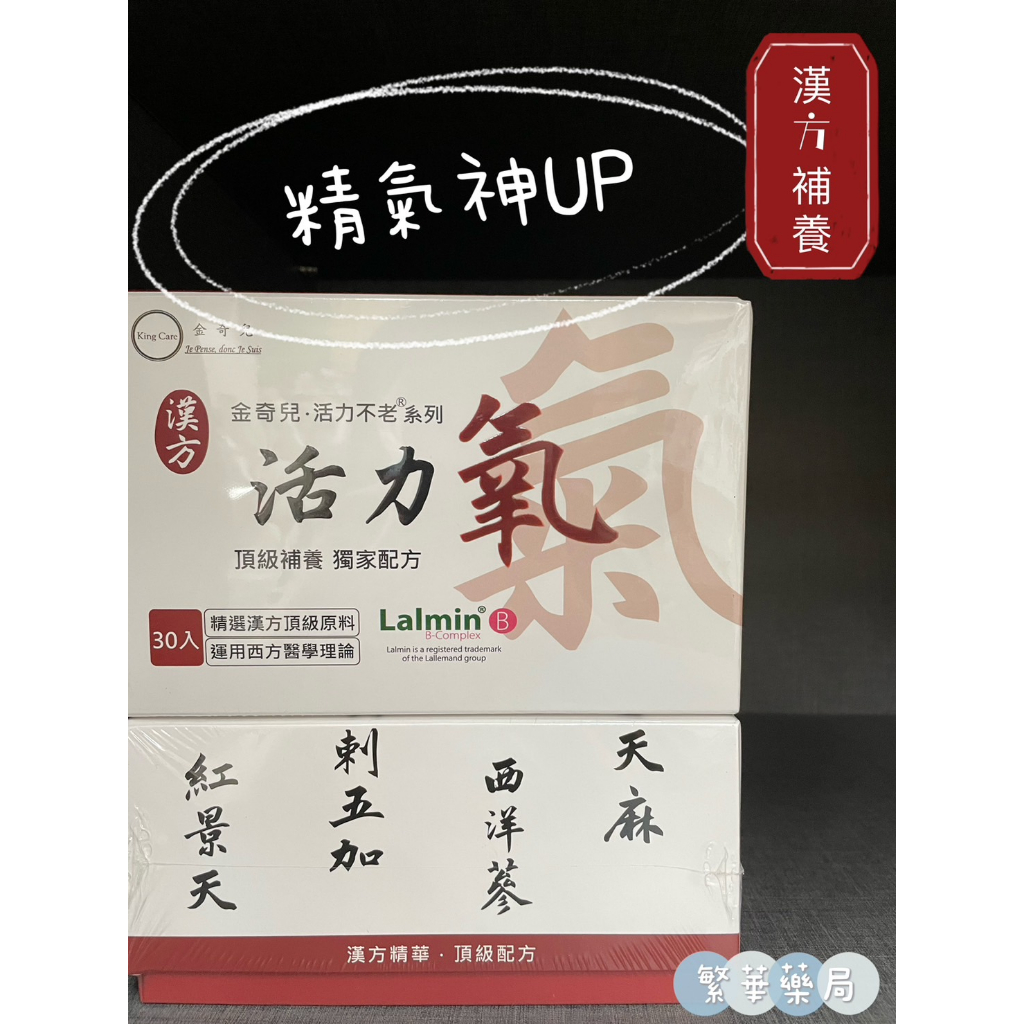 精氣神UP
漢方補養
King Care
金奇兒
Je Pense, donc Je Suis
漢方
金奇兒·活力不老®系列
活力氧
氣
頂級補養 獨家配方
30入
精選漢方頂級原料
運用西方醫學理論
Lalmin® B
B-Complex
Lalmin is a registered trademark
of the Lallemand group
紅景天
刺五加
西洋蔘
天麻
漢方精華·頂級配方
繁華藥局